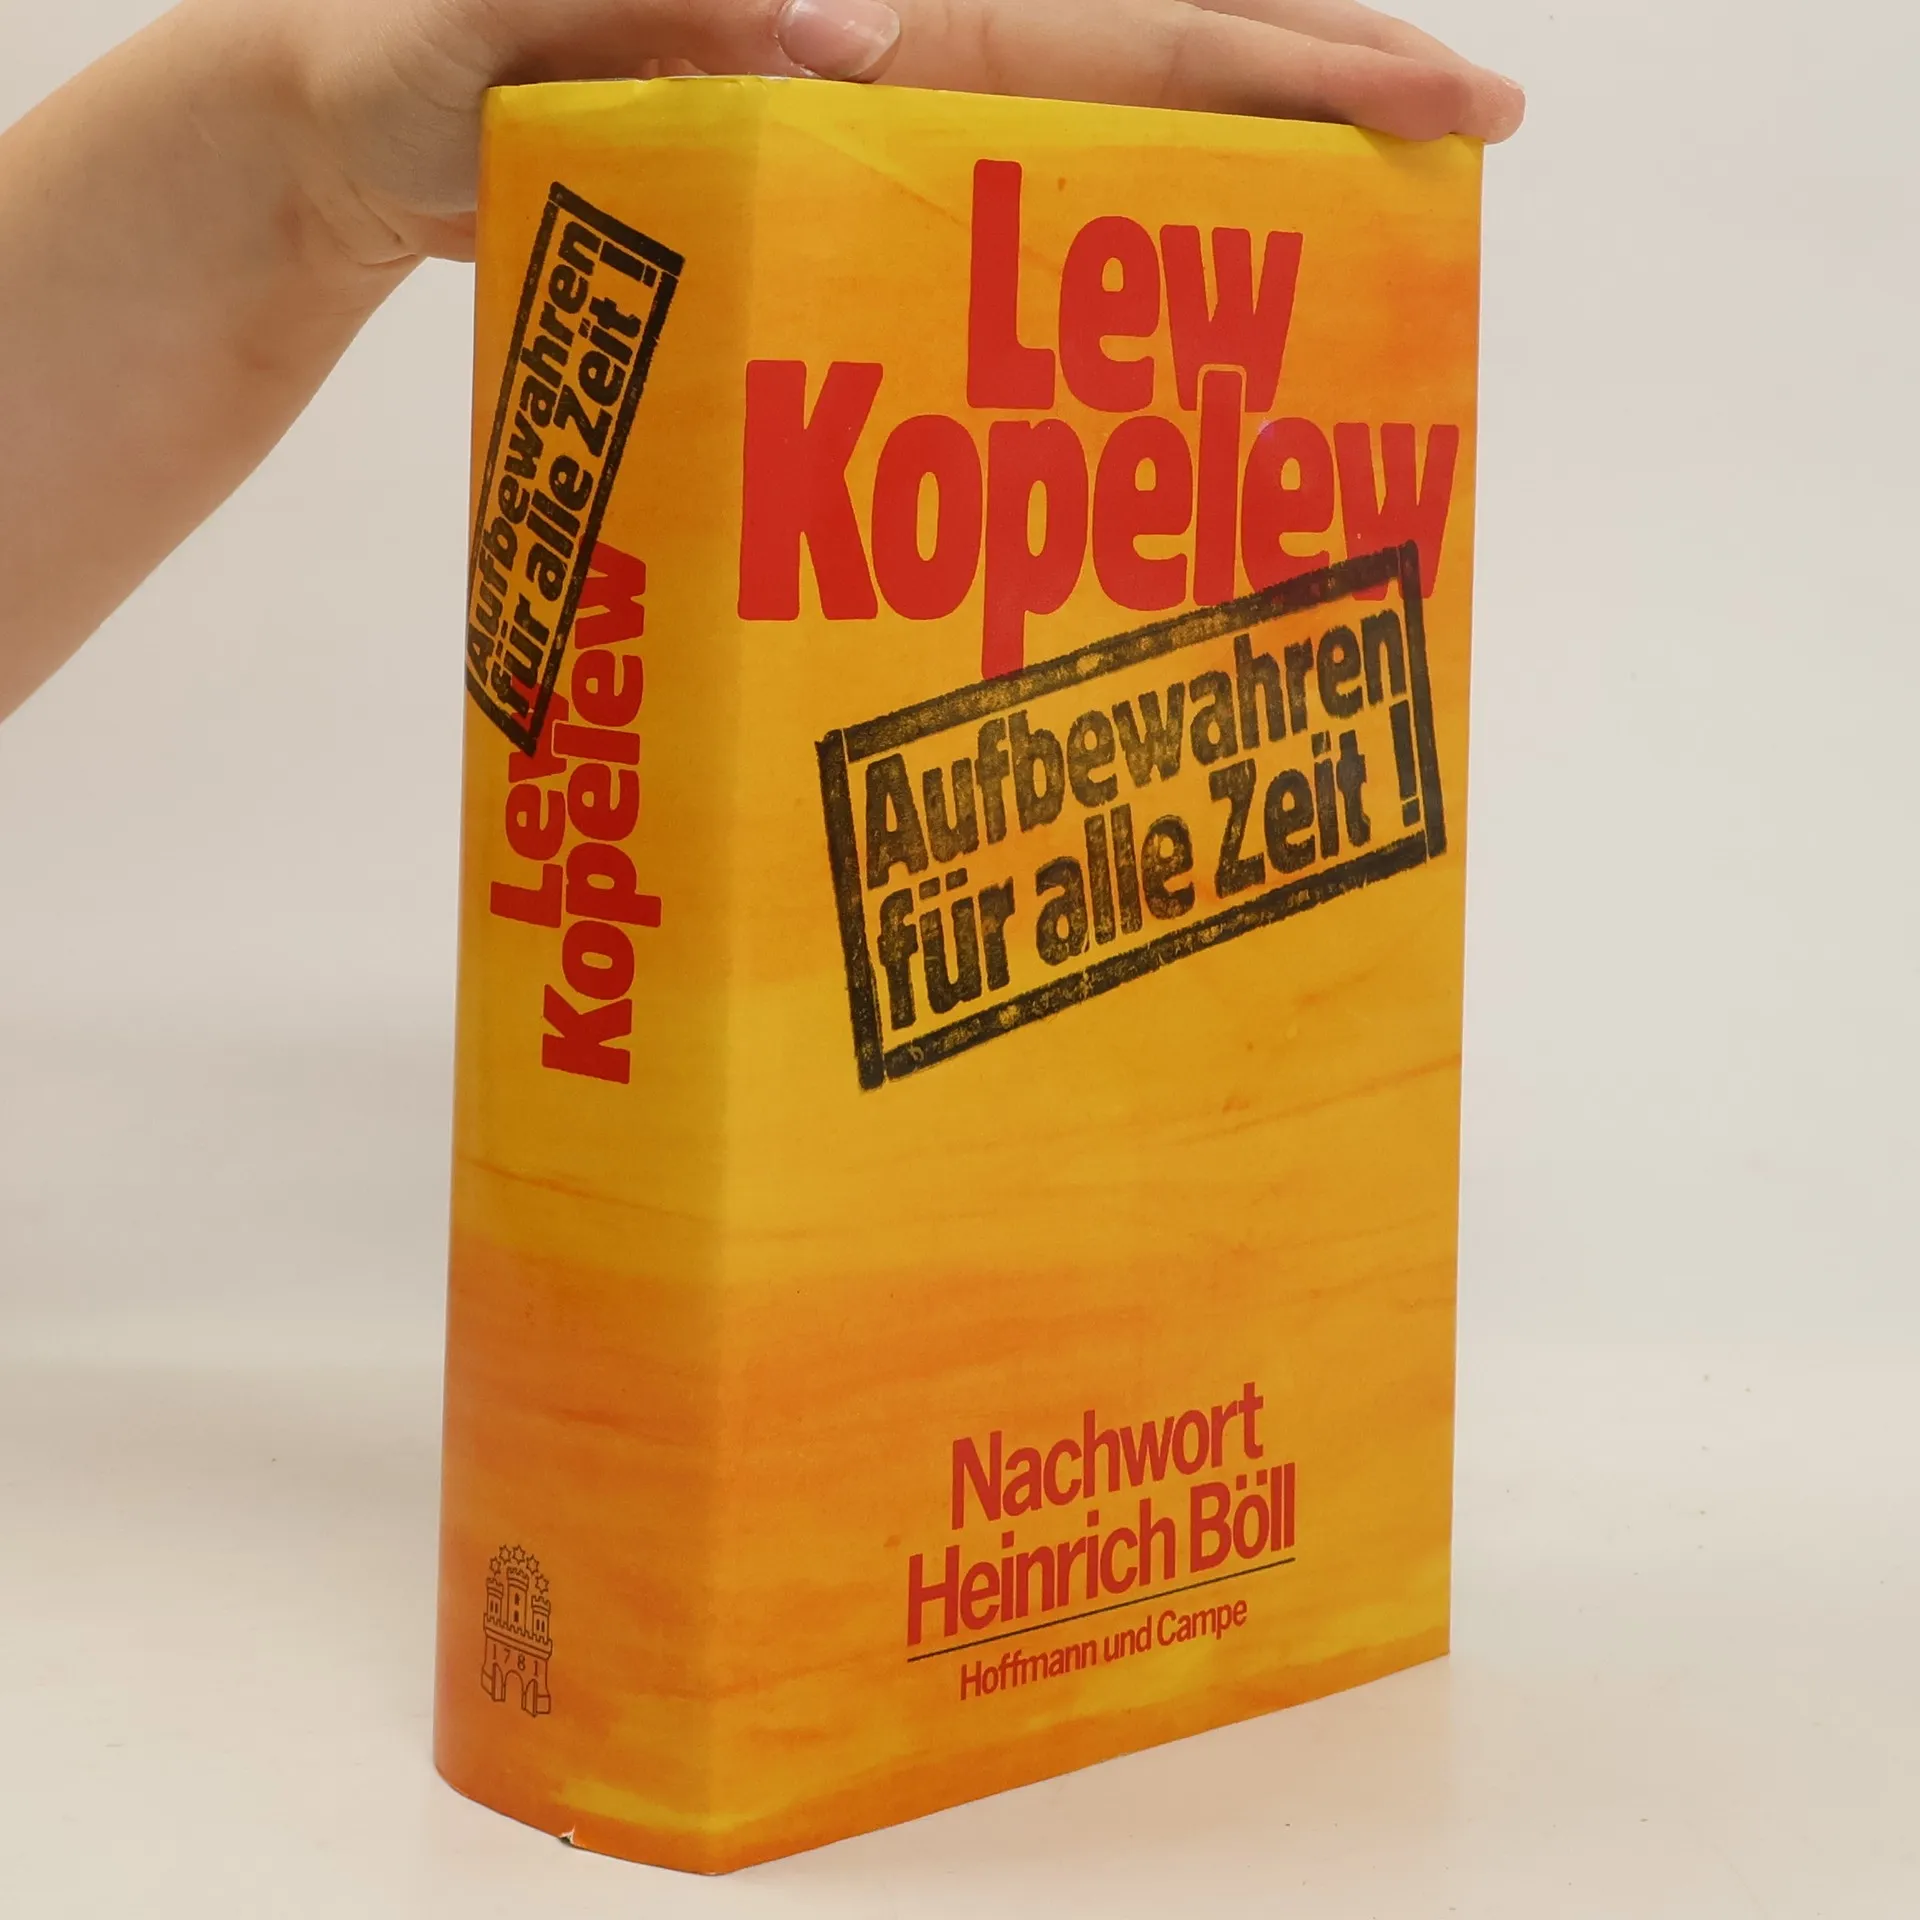 Aufbewahren
für alle Zeit !
Lew
Kopelew
1781
Lew
Kopelew
Aufbewahren
für alle Zeit !
Nachwort
Heinrich Böll
Hoffmann und Campe